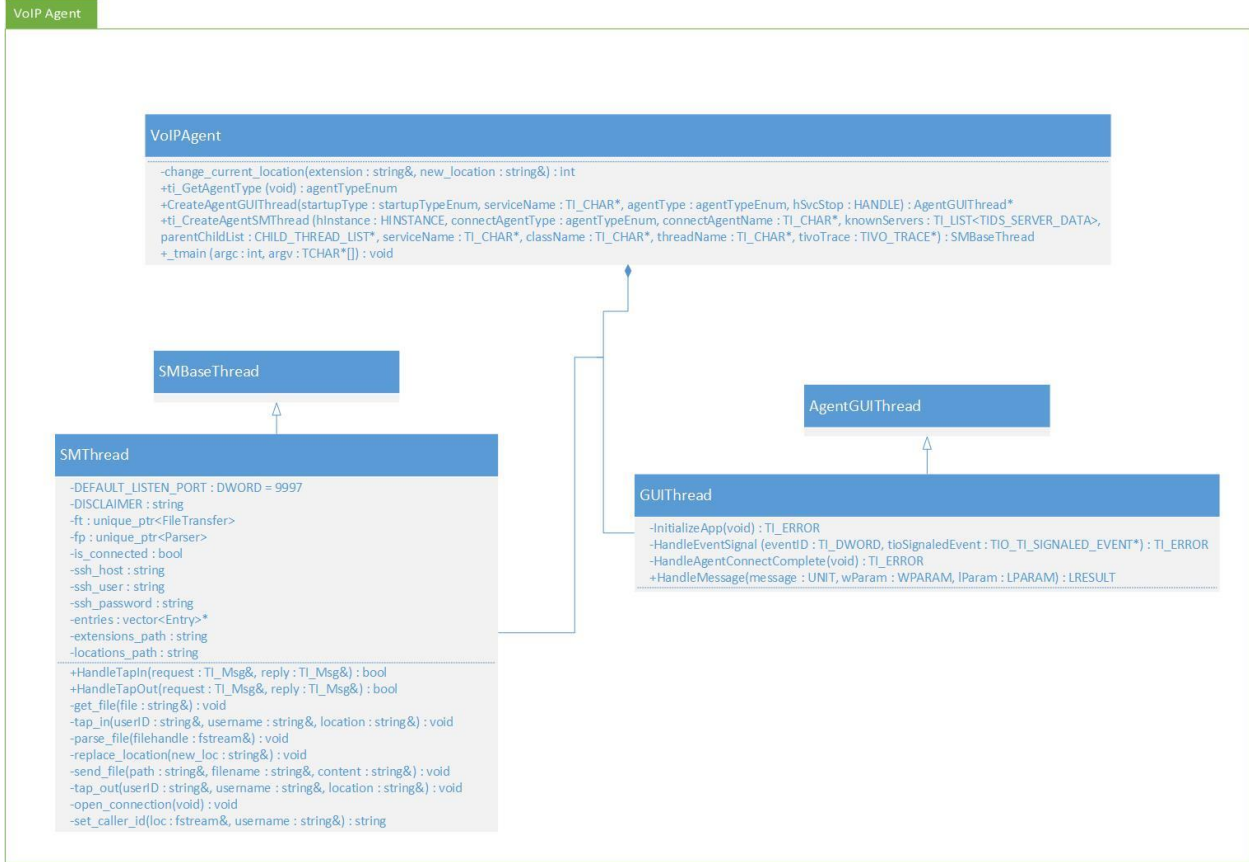 VoIP Agent
VoIPAgent
-change_current_location(extension : string&, new_location : string&) : int
+ti_GetAgentType (void) : agentTypeEnum
+CreateAgentGUIThread(startupType : startupTypeEnum, serviceName : TI_CHAR*, agentType : agentTypeEnum, hSvcStop : HANDLE) : AgentGUIThread*
+ti_CreateAgentSMThread (hInstance : HINSTANCE, connectAgentType : agentTypeEnum, connectAgentName : TI_CHAR*, knownServers : TI_LIST<TIDS_SERVER_DATA>,
parentChildList : CHILD_THREAD_LIST*, serviceName : TI_CHAR*, className : TI_CHAR*, threadName : TI_CHAR*, tivoTrace : TIVO_TRACE*) : SMBaseThread
+_tmain (argc : int, argv : TCHAR*[]) : void
SMBaseThread
AgentGUIThread
SMThread
-DEFAULT_LISTEN_PORT : DWORD = 9997
-DISCLAIMER : string
-ft : unique_ptr<FileTransfer>
-fp : unique_ptr<Parser>
-is_connected : bool
-ssh_host : string
-ssh_user : string
-ssh_password : string
-entries : vector<Entry>*
-extensions_path : string
-locations_path : string
+HandleTapIn(request : TI_Msg&, reply : TI_Msg&) : bool
+HandleTapOut(request : TI_Msg&, reply : TI_Msg&) : bool
-get_file(file : string&) : void
-tap_in(userID : string&, username : string&, location : string&) : void
-parse_file(filehandle : fstream&) : void
-replace_location(new_loc : string&) : void
-send_file(path : string&, filename : string&, content : string&) : void
-tap_out(userID : string&, username : string&, location : string&) : void
-open_connection(void) : void
-set_caller_id(loc : fstream&, username : string&) : string
GUIThread
-InitializeApp(void) : TI_ERROR
-HandleEventSignal (eventID : TI_DWORD, tioSignaledEvent : TIO_TI_SIGNALED_EVENT*) : TI_ERROR
-HandleAgentConnectComplete(void) : TI_ERROR
+HandleMessage(message : UNIT, wParam : WPARAM, lParam : LPARAM) : LRESULT